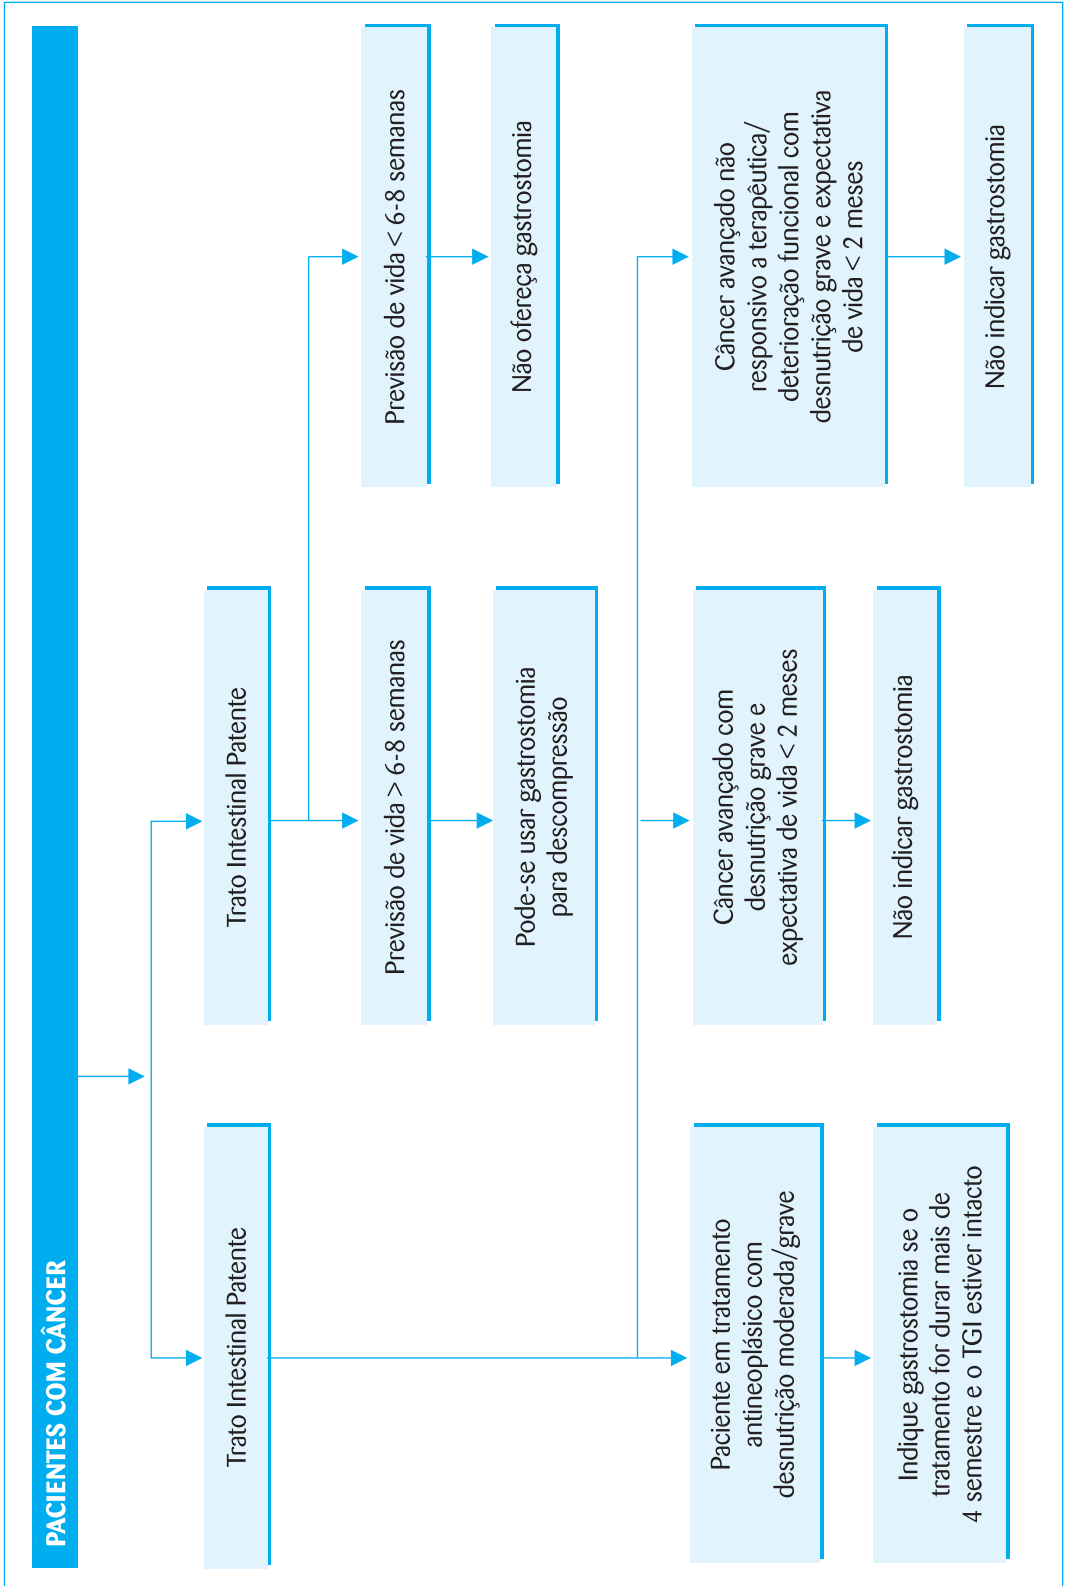 PACIENTES COM CÂNCER
Trato Intestinal Patente
Trato Intestinal Patente
Previsão de vida > 6-8 semanas
Previsão de vida < 6-8 semanas
Pode-se usar gastrostomia
para descompressão
Não ofereça gastrostomia
Paciente em tratamento
antineoplásico com
desnutrição moderada/grave
Câncer avançado com
desnutrição grave e
expectativa de vida < 2 meses
Câncer avançado não
responsivo a terapêutica/
deterioração funcional com
desnutrição grave e expectativa
de vida < 2 meses
Indique gastrostomia se o
tratamento for durar mais de
4 semestre e o TGI estiver intacto
Não indicar gastrostomia
Não indicar gastrostomia